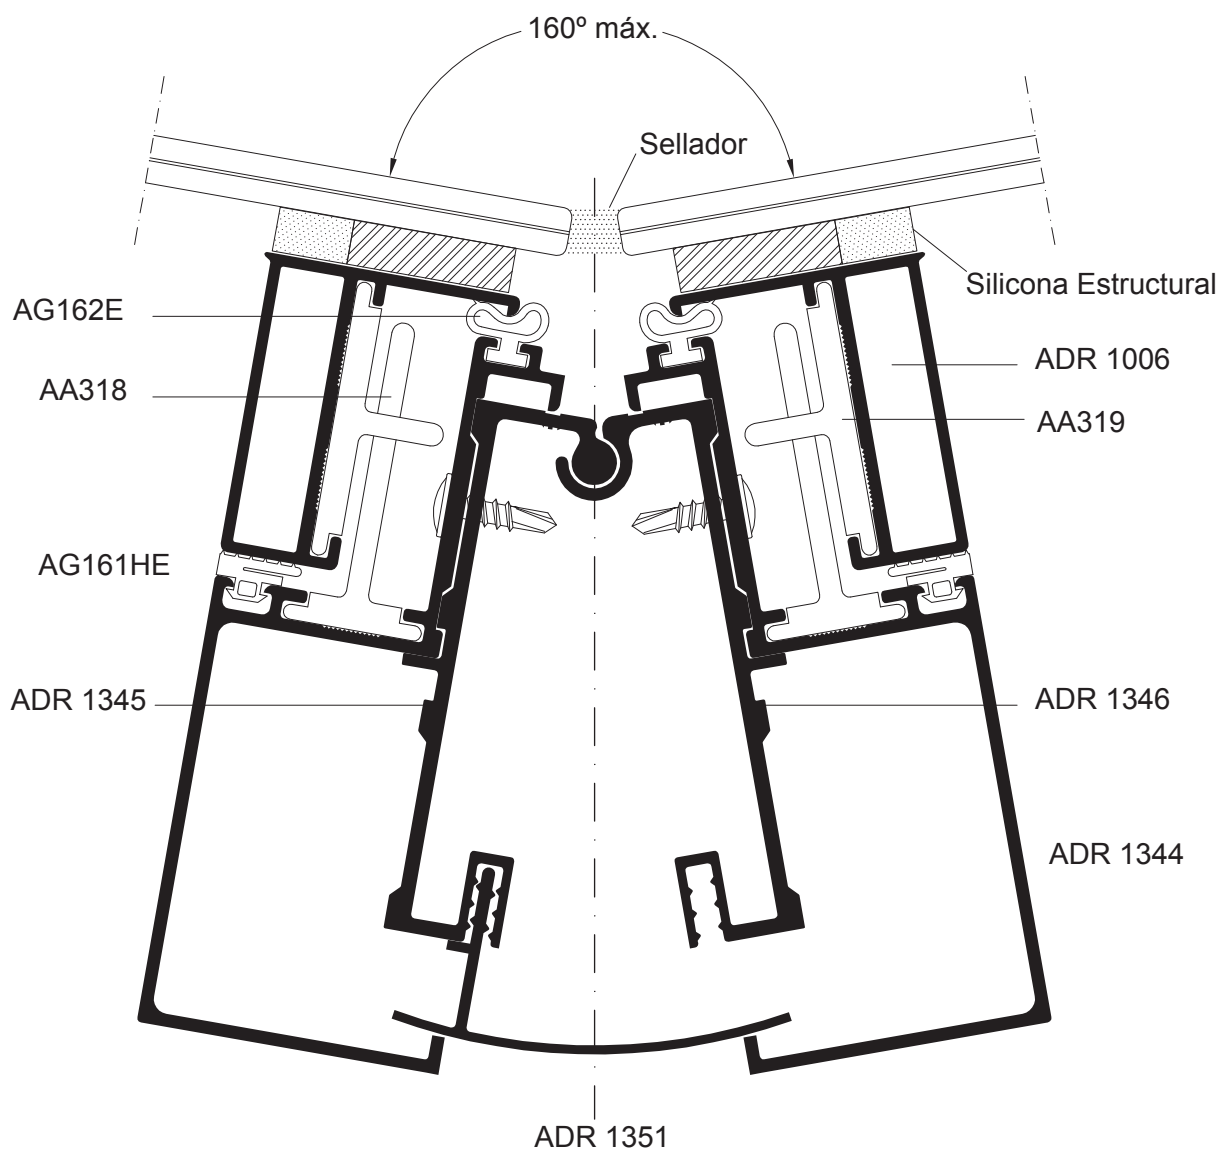 160º máx.
Sellador
Silicona Estructural
AG162E
ADR 1006
AA318
AA319
AG161HE
ADR 1345
ADR 1346
ADR 1344
ADR 1351